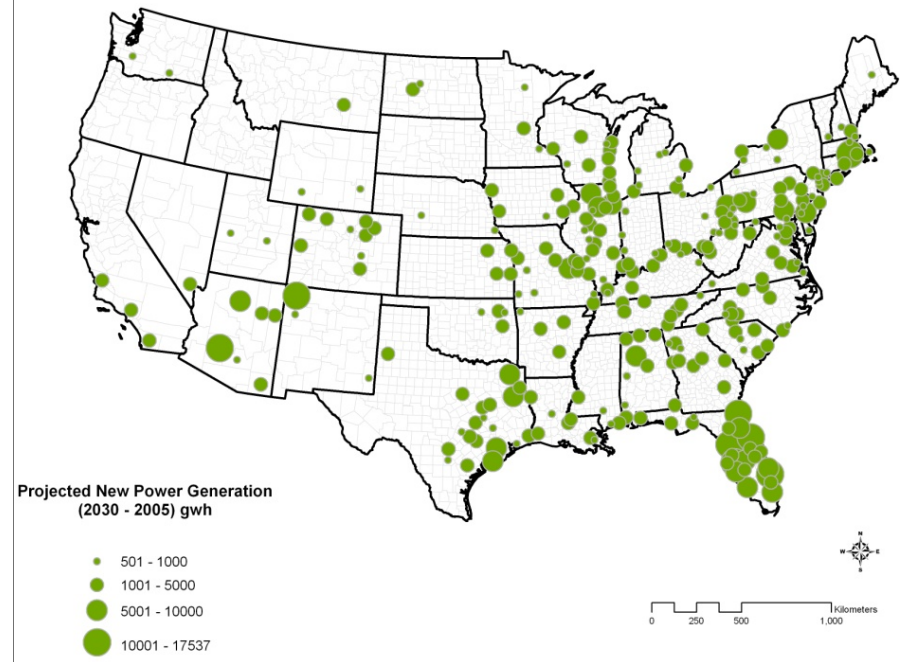 Projected New Power Generation
(2030 - 2005) gwh
501 - 1000
1001 - 5000
5001 - 10000
10001 - 17537
N
W E
S
Kilometers
0 250 500 1,000